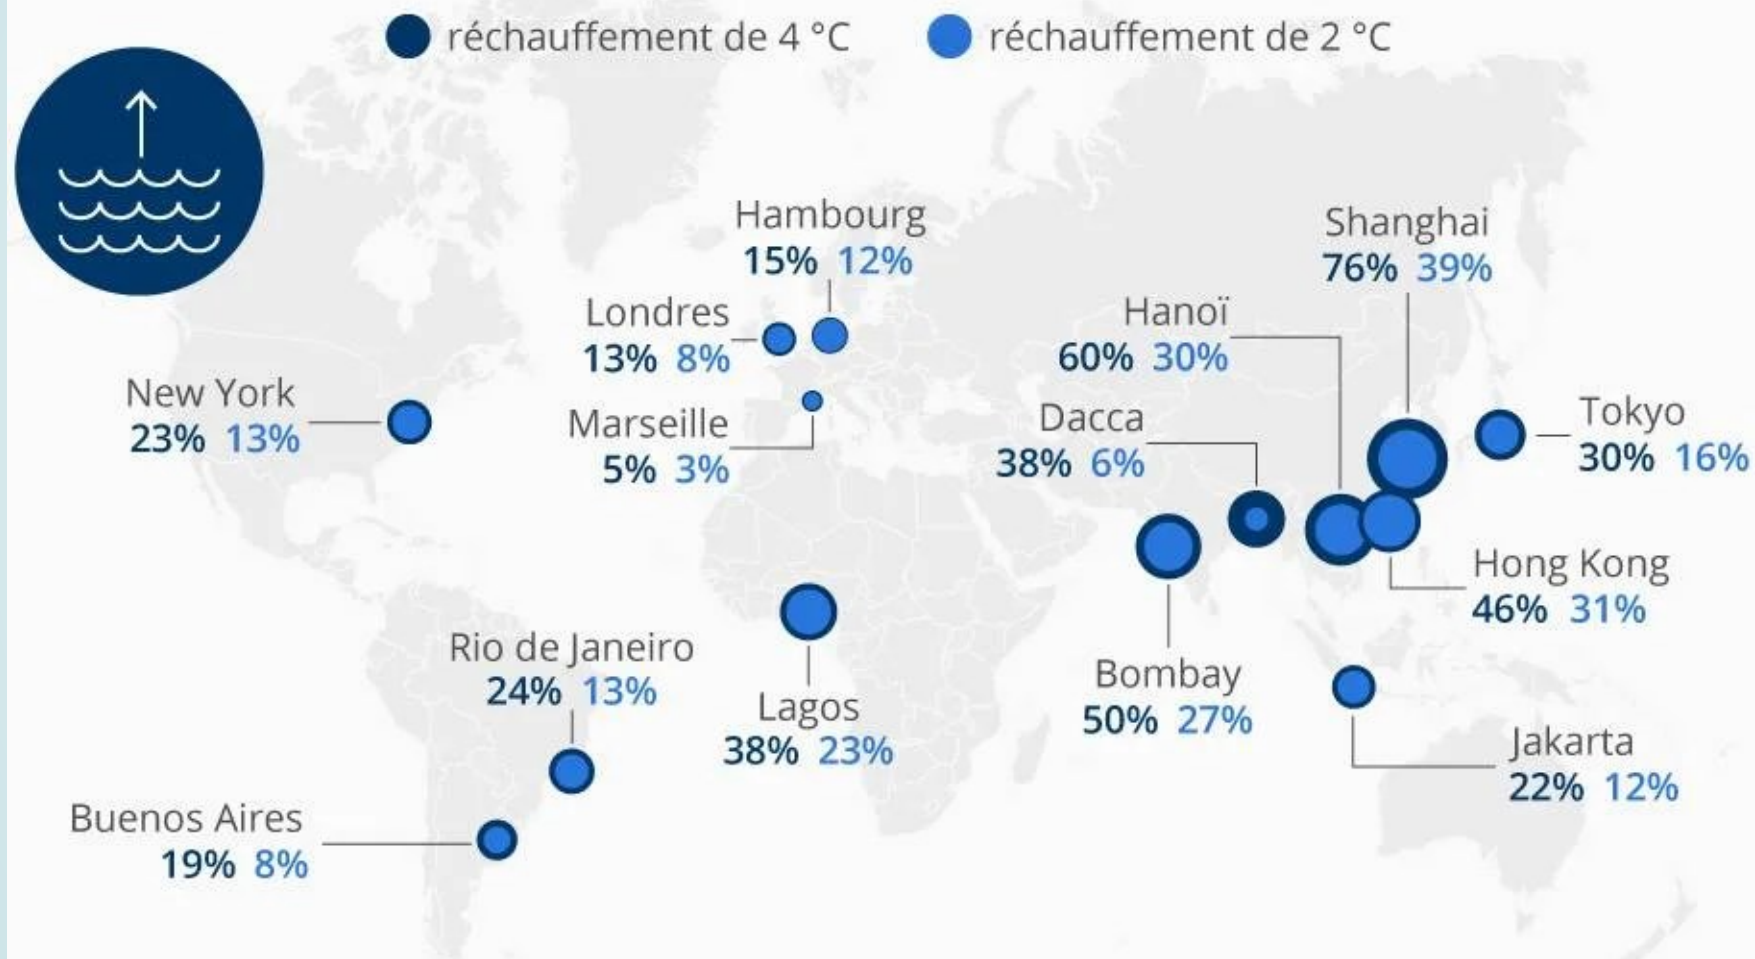 réchauffement de 4 °C
réchauffement de 2 °C
Hambourg
15% 12%
Shanghai
76% 39%
Londres
13% 8%
Hanoï
60% 30%
New York
23% 13%
Marseille
5% 3%
Dacca
38% 6%
Tokyo
30% 16%
Hong Kong
46% 31%
Rio de Janeiro
24% 13%
Lagos
38% 23%
Bombay
50% 27%
Jakarta
22% 12%
Buenos Aires
19% 8%